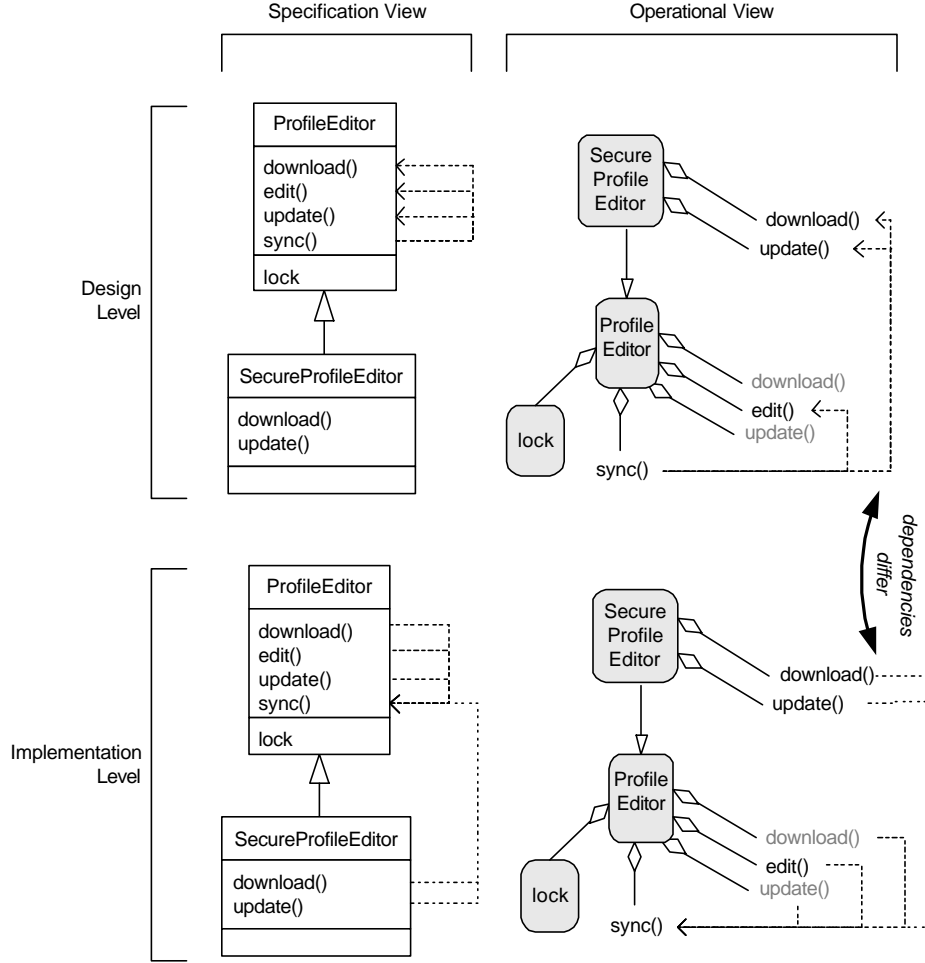 Specification View
Operational View
Design
Level
ProfileEditor
download()
edit()
update()
sync()
lock
SecureProfileEditor
download()
update()
Secure
Profile
Editor
download()
update()
Profile
Editor
download()
edit()
update()
lock
sync()
dependencies
differ
Implementation
Level
ProfileEditor
download()
edit()
update()
sync()
lock
SecureProfileEditor
download()
update()
Secure
Profile
Editor
download()
update()
Profile
Editor
download()
edit()
update()
lock
sync()